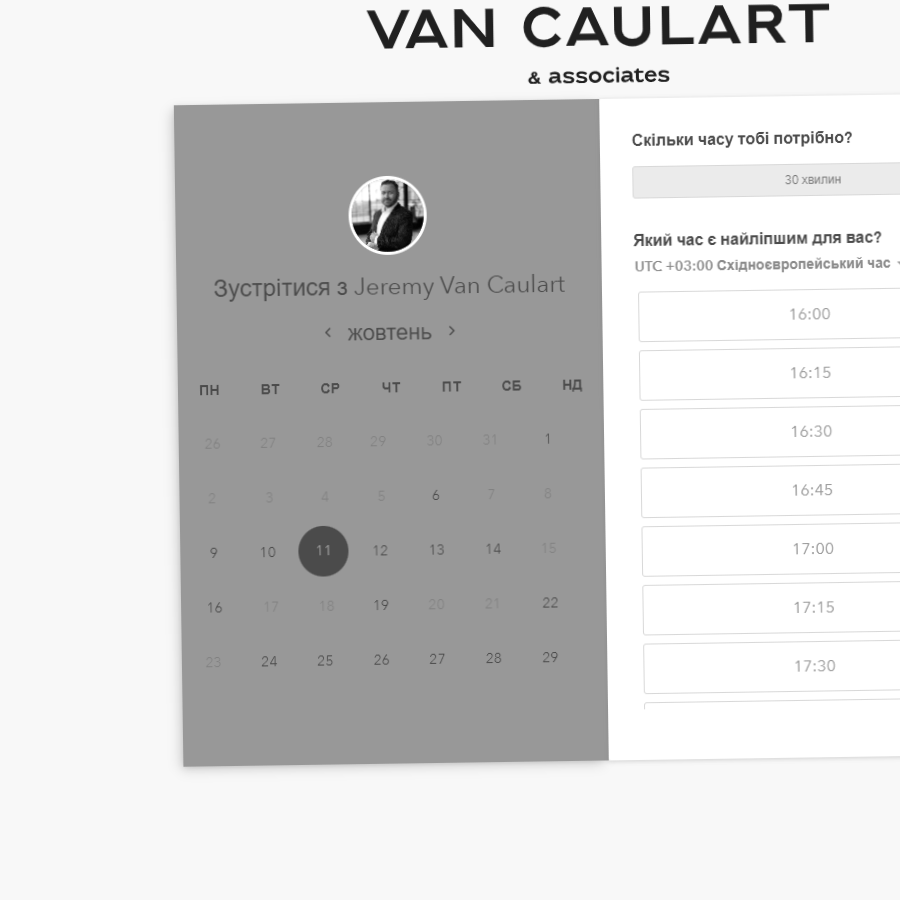 VAN CAULART
& associates
Зустрітися з Jeremy Van Caulart
жовтень
ПН ВТ СР ЧТ ПТ СБ НД
26 27 28 29 30 31 1
2 3 4 5 6 7 8
9 10 11 12 13 14 15
16 17 18 19 20 21 22
23 24 25 26 27 28 29
Скільки часу тобі потрібно?
30 хвилин
Який час є найліпшим для вас?
UTC +03:00 Східноєвропейський час
16:00
16:15
16:30
16:45
17:00
17:15
17:30